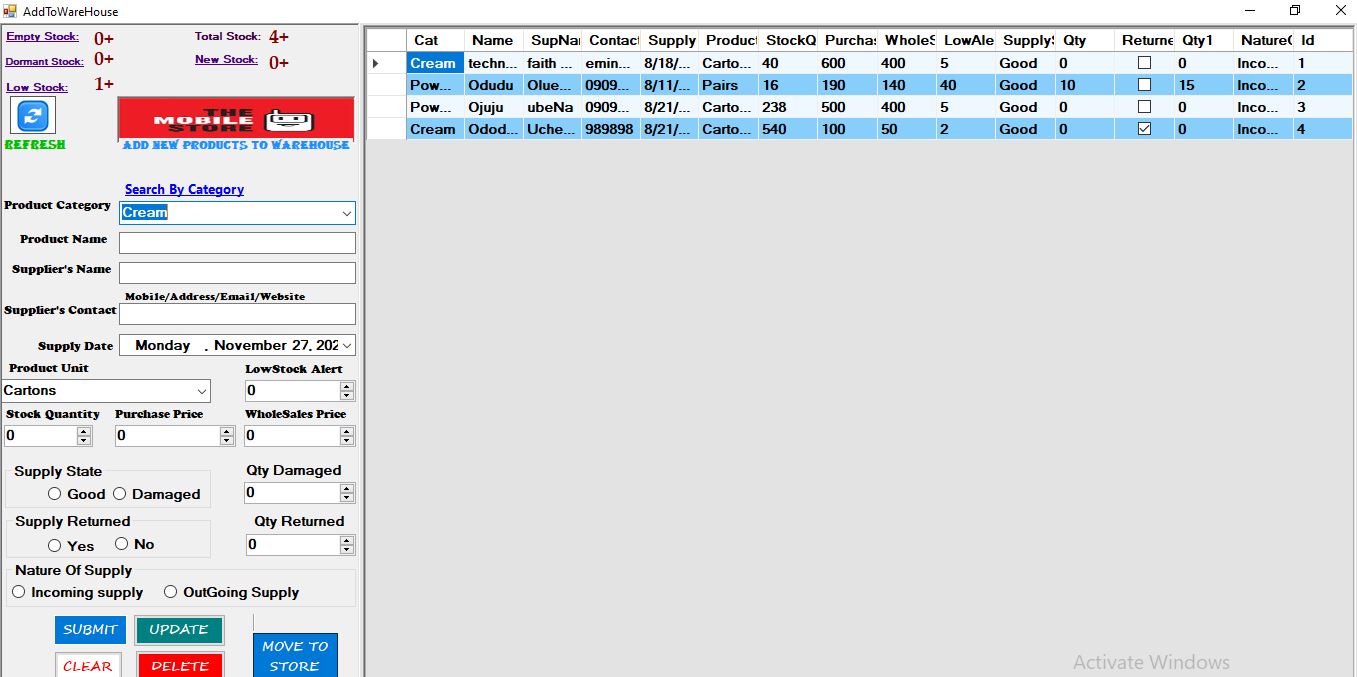 AddToWareHouse
Empty Stock: 0+ Total Stock: 4+
Dormant Stock: 0+ New Stock: 0+
Low Stock: 1+
REFRESH
THE
MOBILE
STORE
ADD NEW PRODUCTS TO WAREHOUSE
Search By Category
Product Category Cream
Product Name
Supplier's Name
Mobile/Address/Email/Website
Supplier's Contact
Supply Date Monday , November 27, 202
Product Unit LowStock Alert
Cartons 0
Stock Quantity Purchase Price WholeSales Price
0 0 0
Supply State Qty Damaged
Good Damaged 0
Supply Returned Qty Returned
Yes No 0
Nature Of Supply
Incoming supply OutGoing Supply
SUBMIT UPDATE
CLEAR DELETE
MOVE TO
STORE
Cat Name SupNa Contac Supply Produc StockQ Purcha WholeS LowAle SupplyS Qty Returne Qty1 Nature Id
Cream techn... faith ... emin... 8/18/... Carto... 40 600 400 5 Good 0 0 Inco... 1
Pow... Odudu Olue... 0909... 8/11/... Pairs 16 190 140 40 Good 10 15 Inco... 2
Pow... Ojuju ubeNa 0909... 8/21/... Carto... 238 500 400 5 Good 0 0 Inco... 3
Cream Odod... Uche... 989898 8/21/... Carto... 540 100 50 2 Good 0 0 Inco... 4
Activate Windows